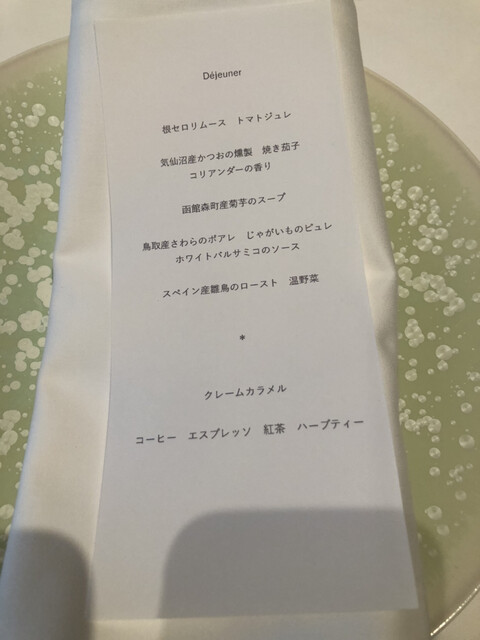 Déjeuner
根セロリムース　トマトジュレ
気仙沼産かつおの燻製　焼き茄子
コリアンダーの香り
函館森町産菊芋のスープ
鳥取産さわらのポアレ　じゃがいものピュレ
ホワイトバルサミコのソース
スペイン産雛鳥のロースト　温野菜
*
クレームカラメル
コーヒー　エスプレッソ　紅茶　ハーブティー